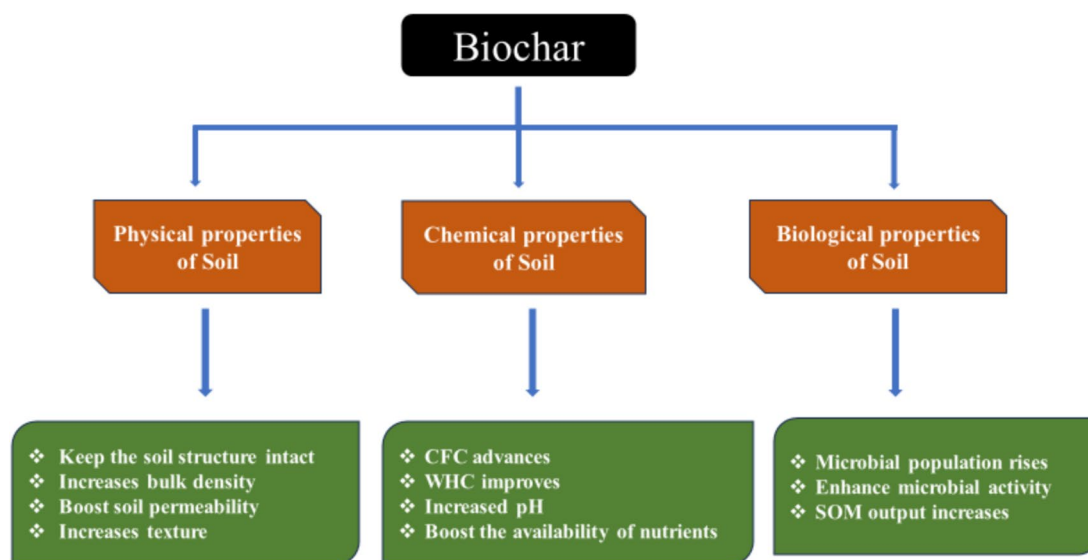 Biochar
Physical properties
of Soil
Chemical properties
of Soil
Biological properties
of Soil
❖ Keep the soil structure intact
❖ Increases bulk density
❖ Boost soil permeability
❖ Increases texture
❖ CFC advances
❖ WHC improves
❖ Increased pH
❖ Boost the availability of nutrients
❖ Microbial population rises
❖ Enhance microbial activity
❖ SOM output increases